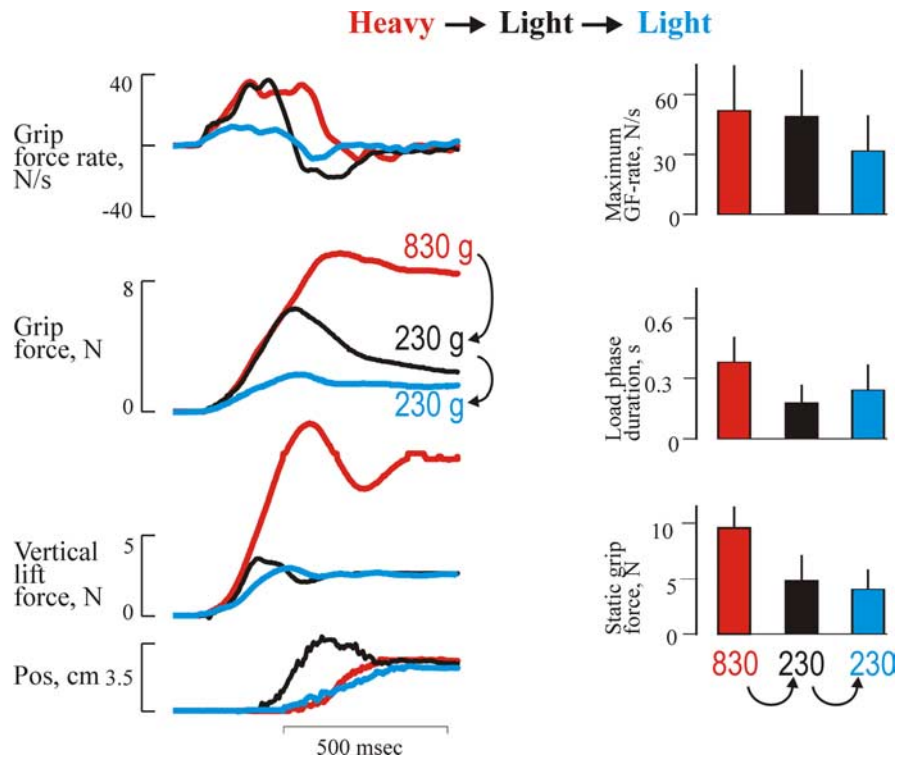 Heavy → Light → Light
40
Grip
force rate,
N/s
-40
830 g
8
Grip
force, N
230 g
0
230 g
5
Vertical
lift
force, N
0
Pos, cm 3.5
500 msec
Maximum
GF-rate, N/s
60
30
0
Load phase
duration, s
0.6
0.3
0
Static grip
force, N
10
5
0
830 230 230